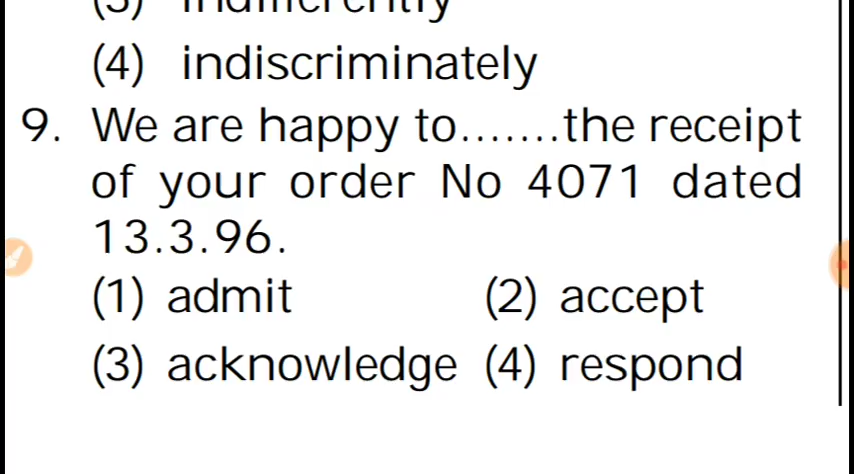 (4) indiscriminately
9. We are happy to.......the receipt
of your order No 4071 dated
13.3.96.
(1) admit (2) accept
(3) acknowledge (4) respond